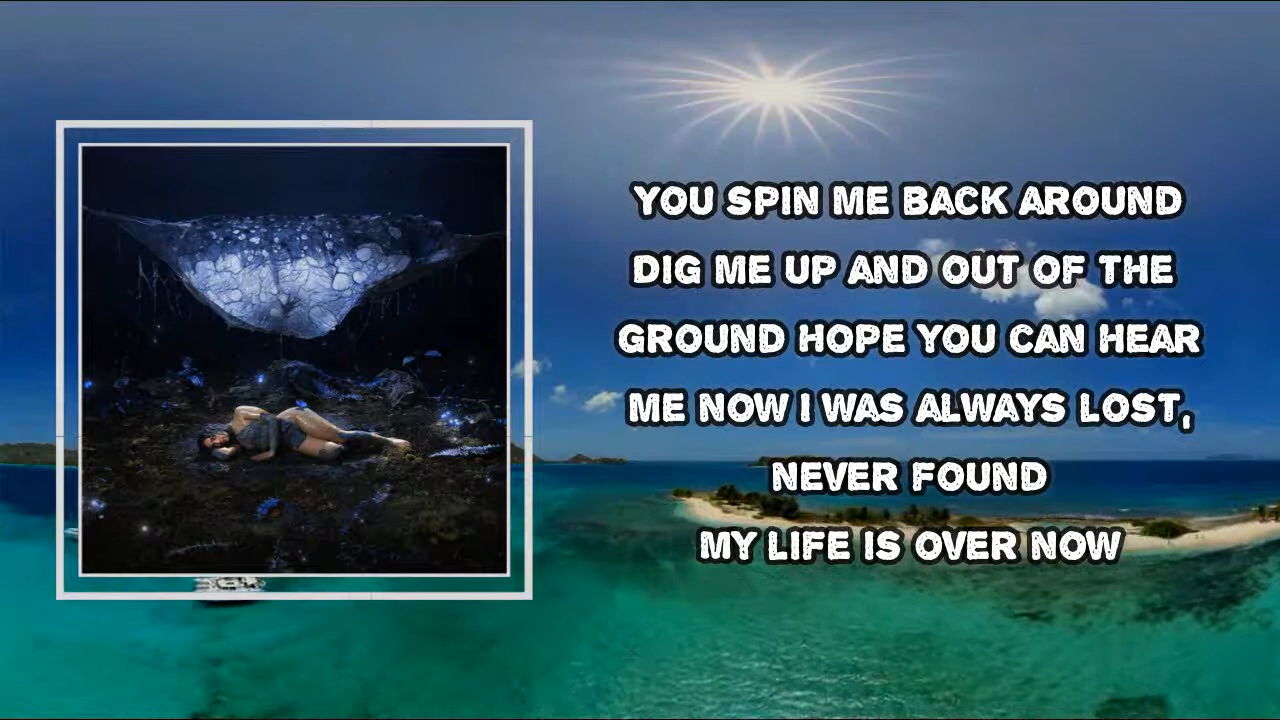 YOU SPIN ME BACK AROUND
DIG ME UP AND OUT OF THE
GROUND HOPE YOU CAN HEAR
ME NOW I WAS ALWAYS LOST,
NEVER FOUND
MY LIFE IS OVER NOW